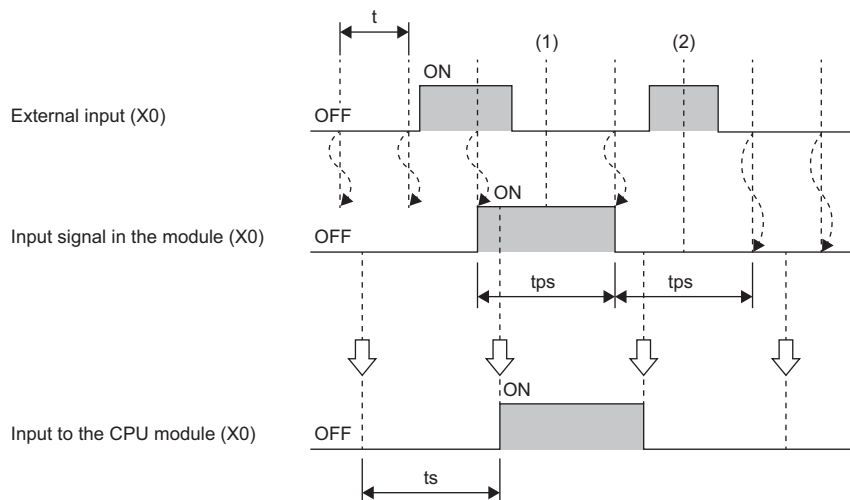 t
(1) (2)
ON
External input (X0) OFF
ON
Input signal in the module (X0) OFF
tps tps
ON
Input to the CPU module (X0) OFF
ts